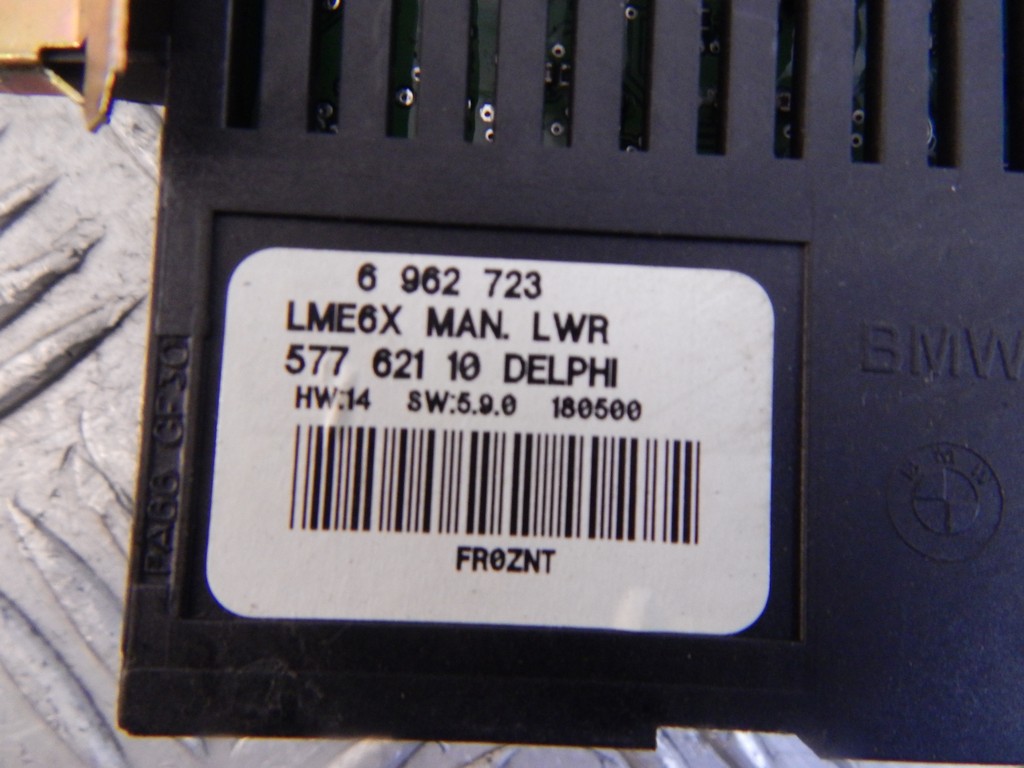 6 962 723
LME6X MAN. LWR
577 621 10 DELPHI
HW:14 SW:5.9.0 180500
FR0ZNT
PA66 GF30
BMW
BMW